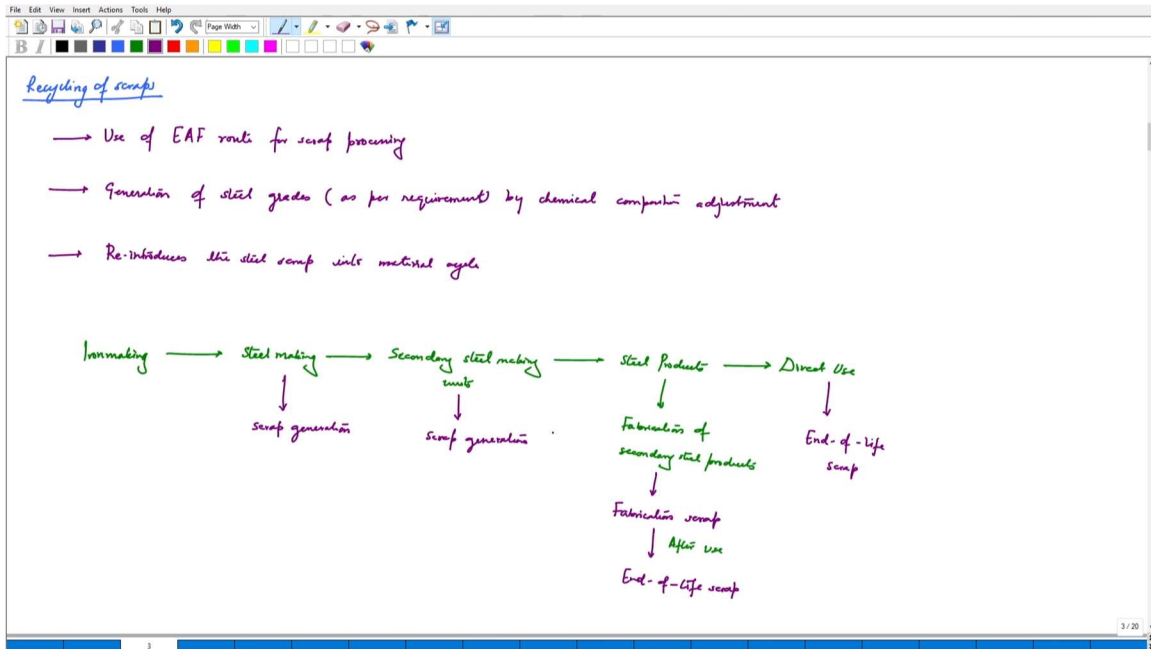 File Edit View Insert Actions Tools Help
Page Width
B I
Recycling of scraps
→ Use of EAF route for scrap processing
→ Generation of steel grades (as per requirement) by chemical composition adjustment
→ Re-introduces the steel scrap into material cycle
Ironmaking → Steel making → Secondary steel making → Steel Products → Direct Use
units
Scrap generation
Scrap generation
Fabrication of
secondary steel products
End-of-life
scrap
Fabrication scrap
After use
End-of-life scrap
3 / 20
3